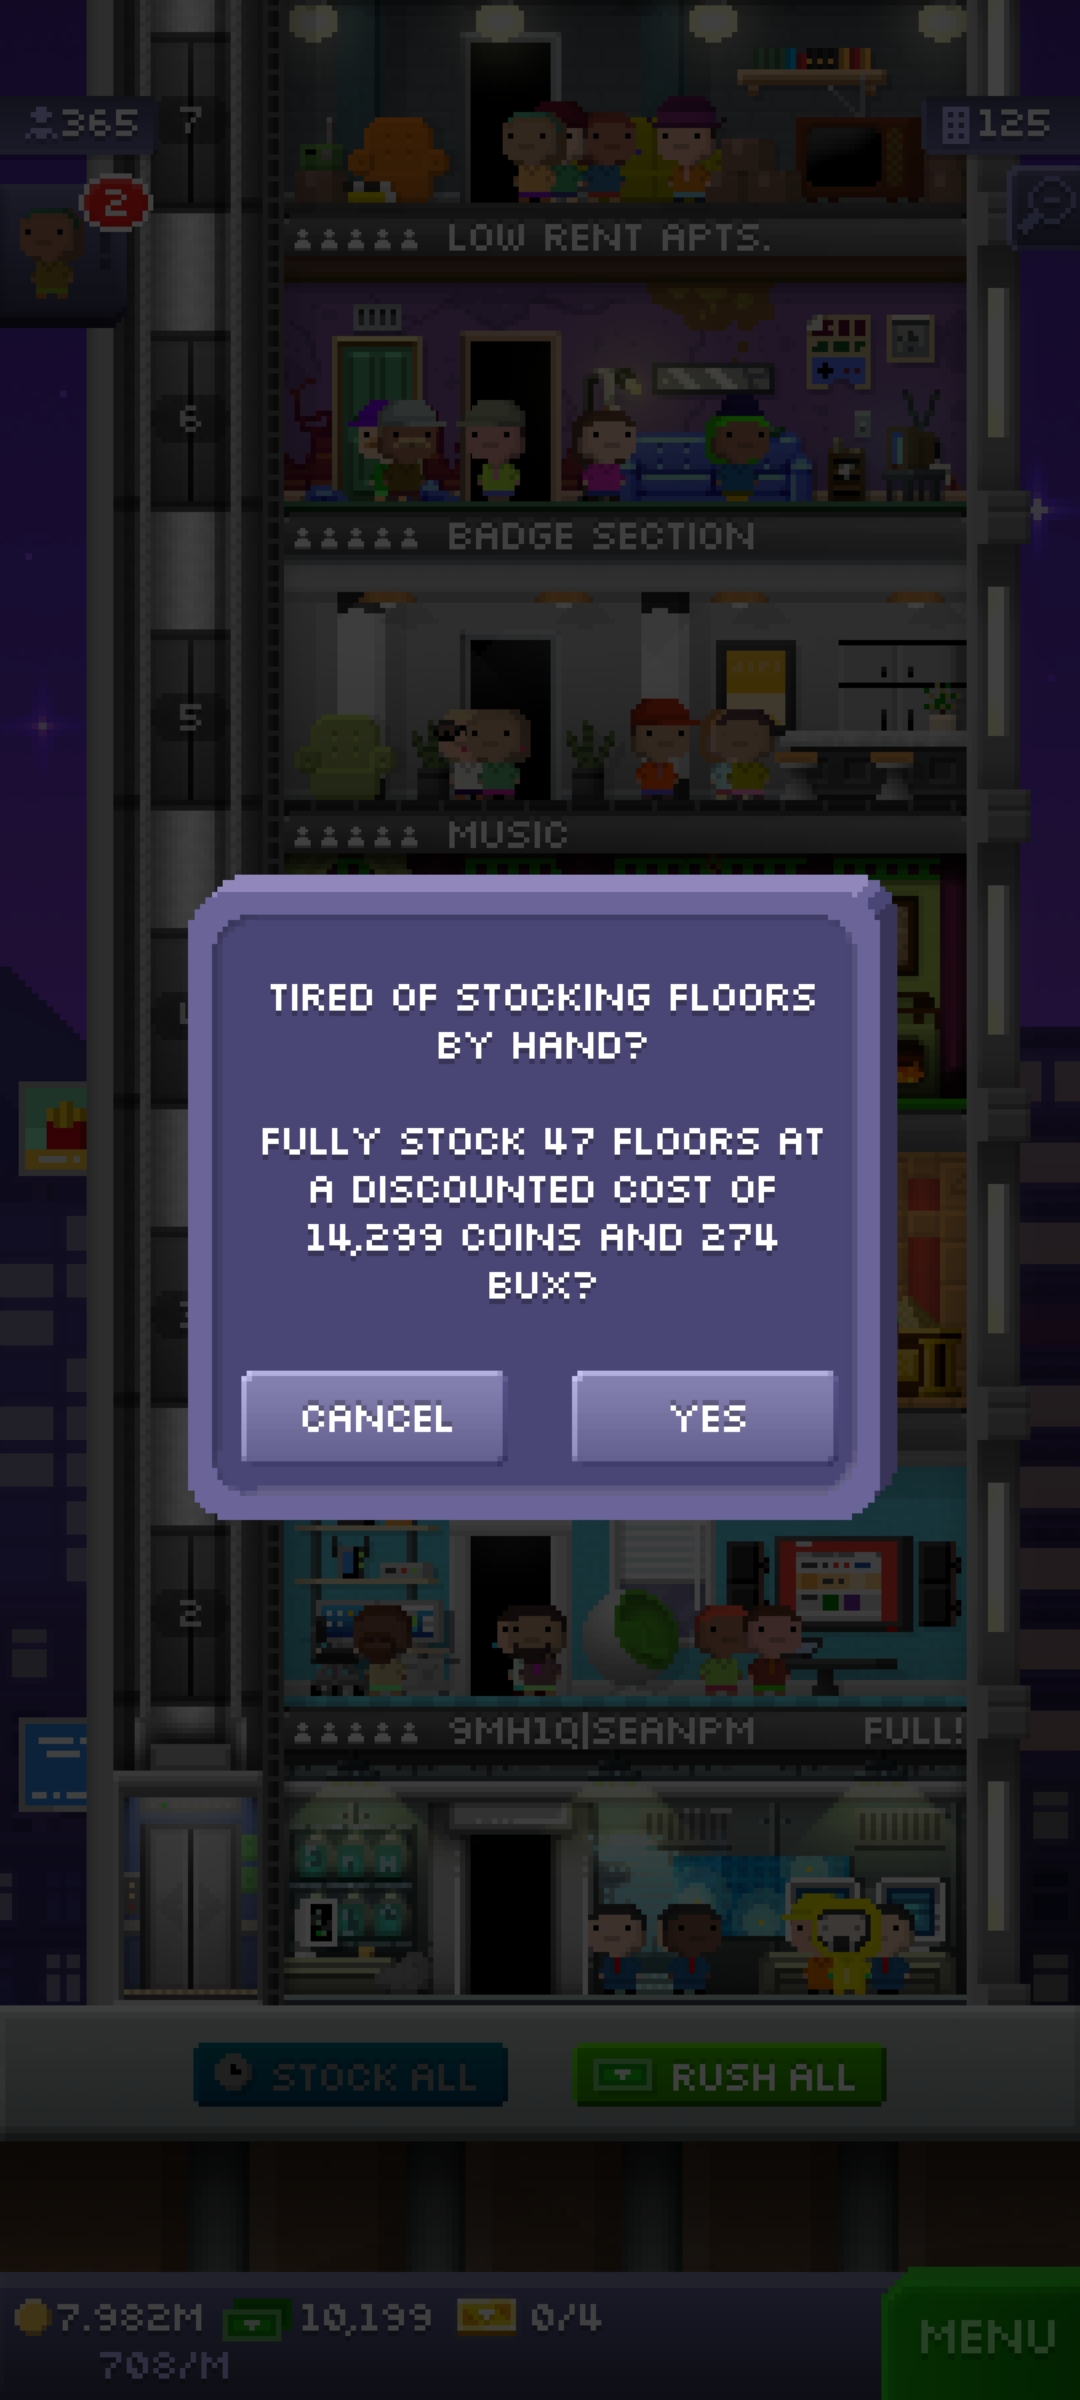 365
7
125
2
LOW RENT APTS.
6
BADGE SECTION
5
MUSIC
TIRED OF STOCKING FLOORS
BY HAND?
FULLY STOCK 47 FLOORS AT
A DISCOUNTED COST OF
14,299 COINS AND 274
BUX?
CANCEL
YES
2
9MH1Q|SEANPM
FULL!
STOCK ALL
RUSH ALL
7.982M
10,199
0/4
708/M
MENU